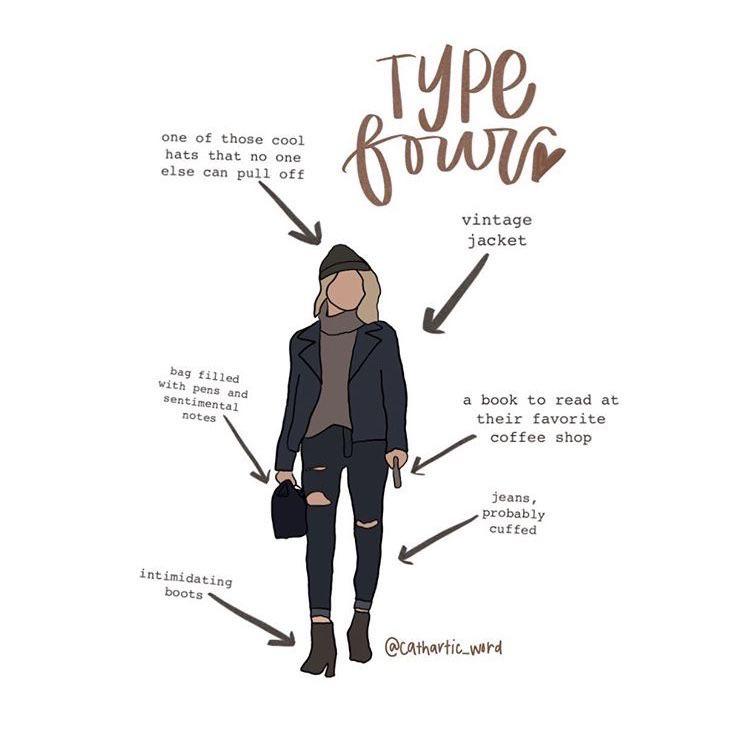 TYPE
four
one of those cool
hats that no one
else can pull off
vintage
jacket
bag filled
with pens and
sentimental
notes
a book to read at
their favorite
coffee shop
jeans,
probably
cuffed
intimidating
boots
@cathartic_word